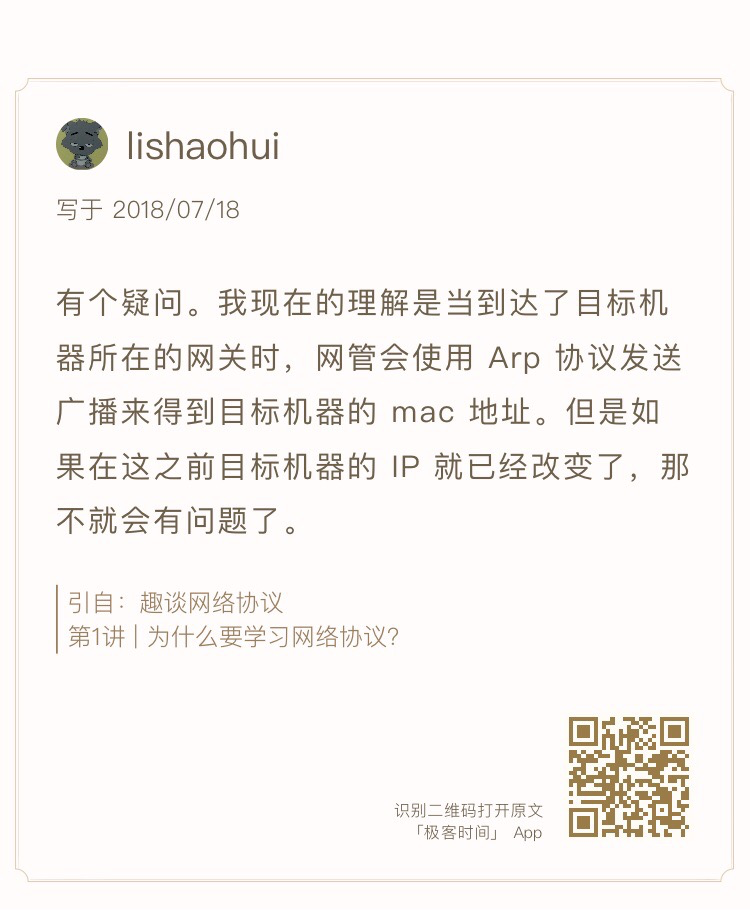 lishaohui
写于 2018/07/18
有个疑问。我现在的理解是当到达了目标机
器所在的网关时，网管会使用 Arp 协议发送
广播来得到目标机器的 mac 地址。但是如
果在这之前目标机器的 IP 就已经改变了，那
不就会有问题了。
引自：趣谈网络协议
第1讲 | 为什么要学习网络协议？
识别二维码打开原文
「极客时间」 App